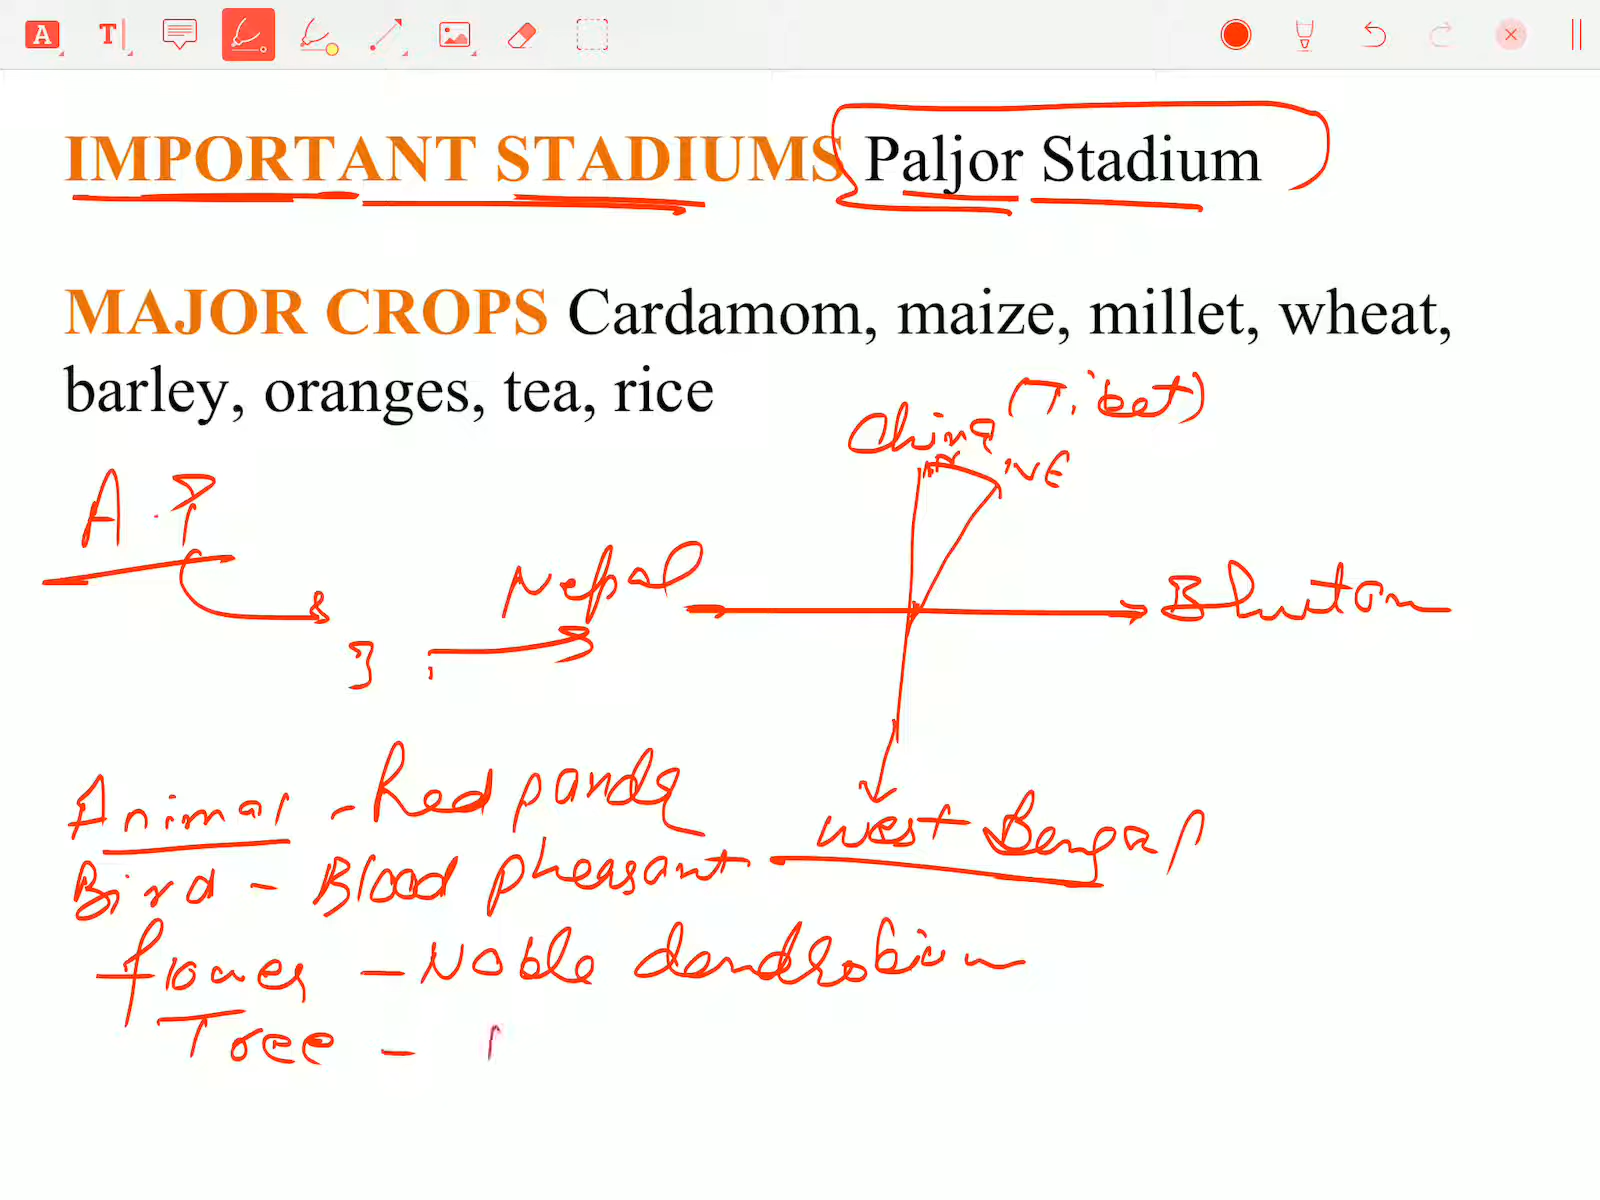 IMPORTANT STADIUMS Paljor Stadium
MAJOR CROPS Cardamom, maize, millet, wheat,
barley, oranges, tea, rice
China (Tibet)
N NE
A.P
Nepal
Bhutan
3
Animal - Red panda
West Bengal
Bird - Blood pheasant
flower - Noble dendrobium
Tree -